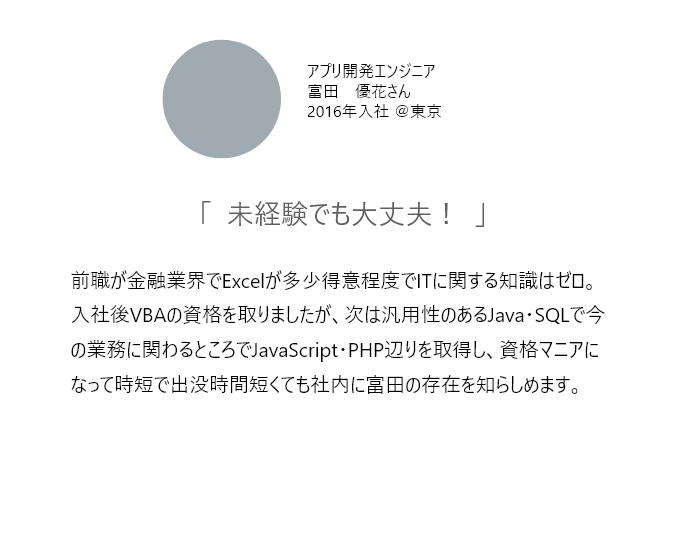 アプリ開発エンジニア
富田　優花さん
2016年入社 ＠東京
「　未経験でも大丈夫！　」
前職が金融業界でExcelが多少得意程度でITに関する知識はゼロ。
入社後VBAの資格を取りましたが、次は汎用性のあるJava・SQLで今
の業務に関わるところでJavaScript・PHP辺りを取得し、資格マニアに
なって時短で出没時間短くても社内に富田の存在を知らしめます。